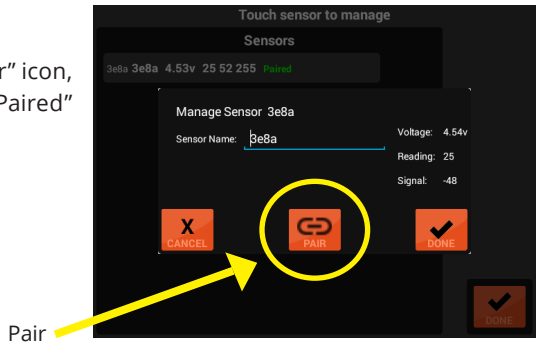 Touch sensor to manage
Sensors
r” icon,
Paired”
3e8a 3e8a 4.53v 25 52 255 Paired
Manage Sensor 3e8a
Sensor Name: 3e8a
Voltage: 4.54v
Reading: 25
Signal: -48
X
CANCEL
PAIR
DONE
DONE
Pair